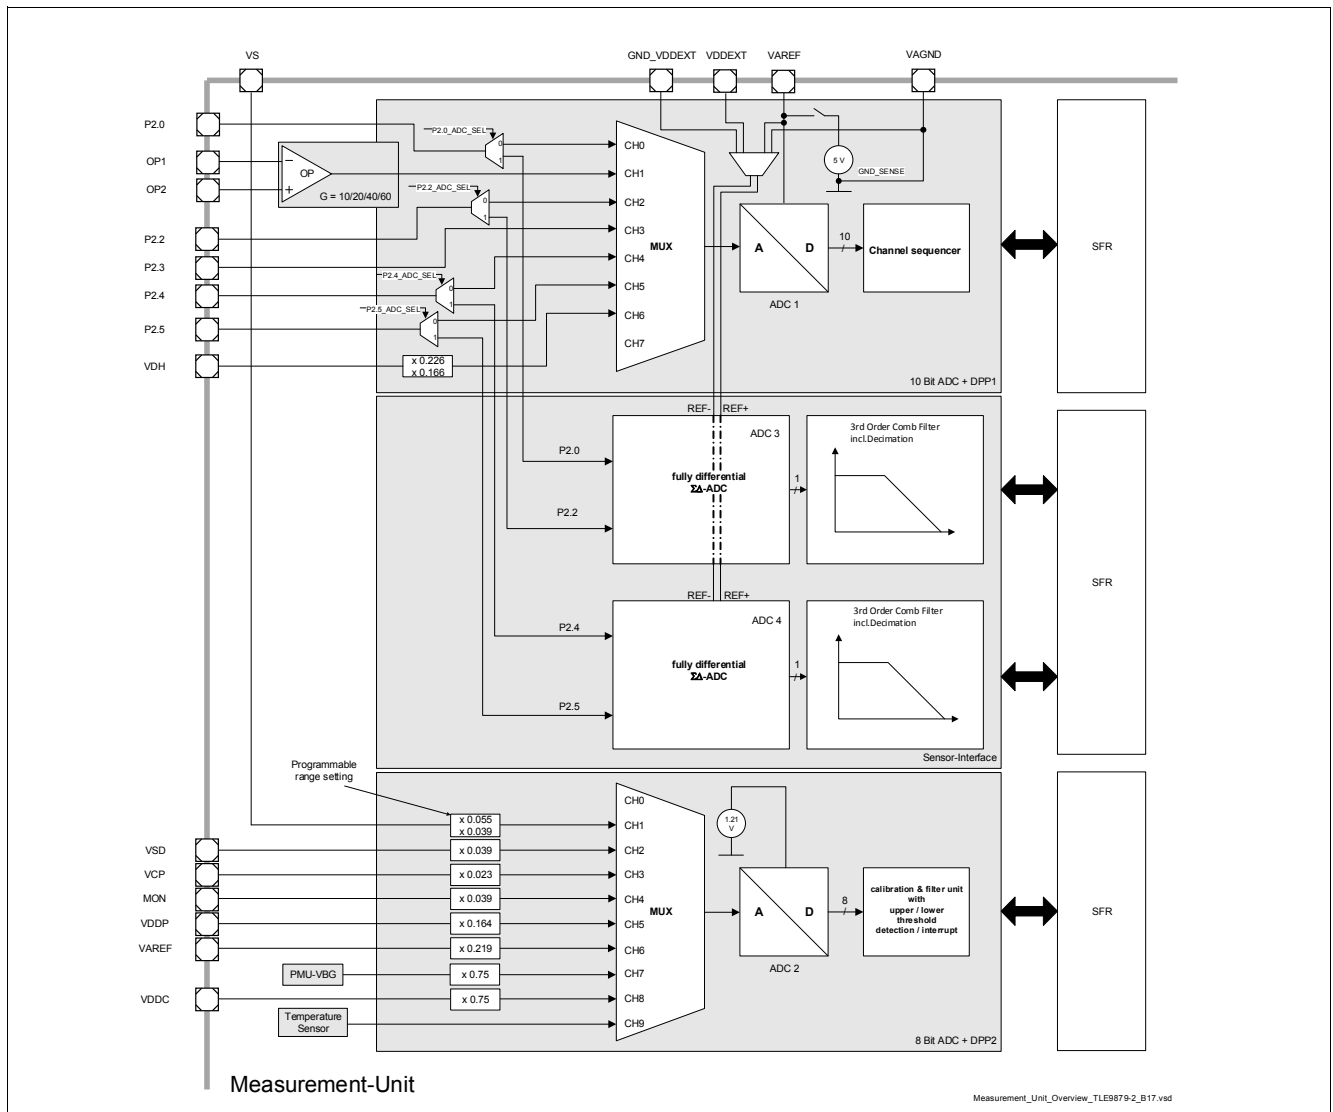 VS
GND_VDDEXT
VDDEXT
VAREF
VAGND
P2.0
OP1
OP2
P2.2
P2.3
P2.4
P2.5
VDH
OP
G = 10/20/40/60
P2.0_ADC_SEL
0
1
P2.2_ADC_SEL
0
1
P2.4_ADC_SEL
0
1
P2.5_ADC_SEL
0
1
x 0.226
x 0.166
CH0
CH1
CH2
CH3
MUX
CH4
CH5
CH6
CH7
5 V
GND_SENSE
A
D
ADC 1
10
Channel sequencer
SFR
10 Bit ADC + DPP1
REF-
REF+
ADC 3
P2.0
fully differential
ΣΔ-ADC
P2.2
1
3rd Order Comb Filter
incl.Decimation
REF-
REF+
ADC 4
P2.4
fully differential
ΣΔ-ADC
P2.5
1
3rd Order Comb Filter
incl.Decimation
SFR
Sensor-Interface
Programmable
range setting
x 0.055
x 0.039
VSD
x 0.039
VCP
x 0.023
MON
x 0.039
VDDP
x 0.164
VAREF
x 0.219
PMU-VBG
x 0.75
VDDC
x 0.75
Temperature
Sensor
CH0
CH1
CH2
CH3
CH4
MUX
CH5
CH6
CH7
CH8
CH9
1.21
V
A
D
ADC 2
8
calibration & filter unit
with
upper / lower
threshold
detection / interrupt
SFR
8 Bit ADC + DPP2
Measurement-Unit
Measurement_Unit_Overview_TLE9879-2_B17.vsd